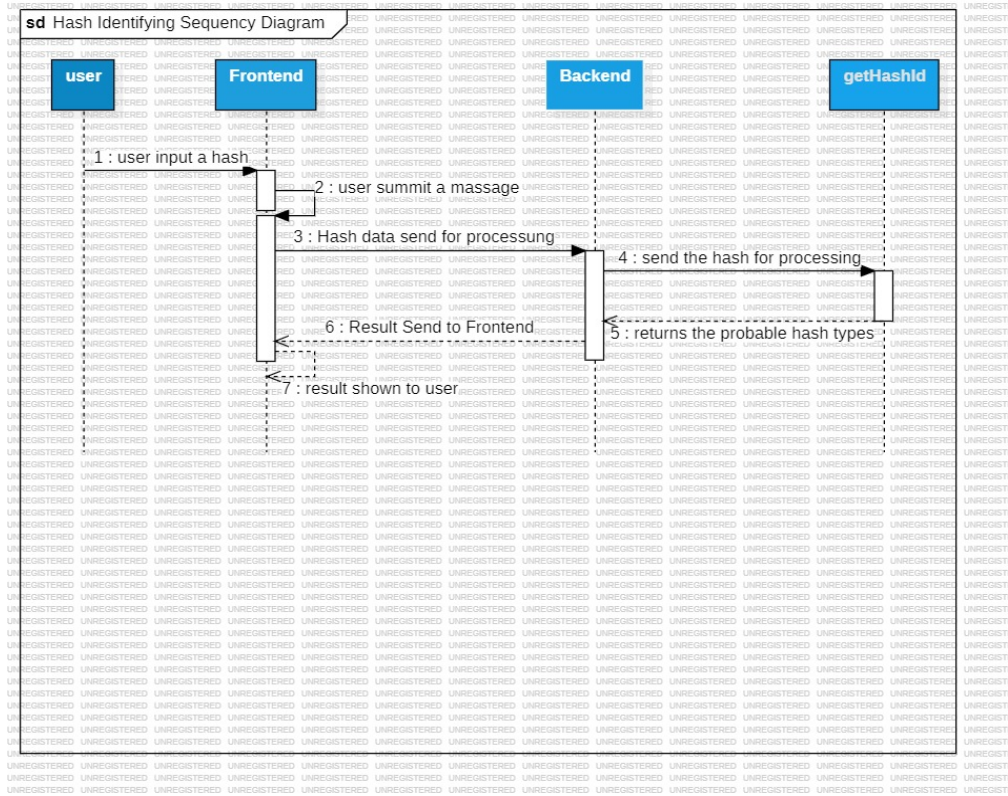 sd Hash Identifying Sequency Diagram
user
Frontend
Backend
getHashId
1 : user input a hash
2 : user summit a massage
3 : Hash data send for processung
4 : send the hash for processing
5 : returns the probable hash types
6 : Result Send to Frontend
7 : result shown to user
UNREGISTERED